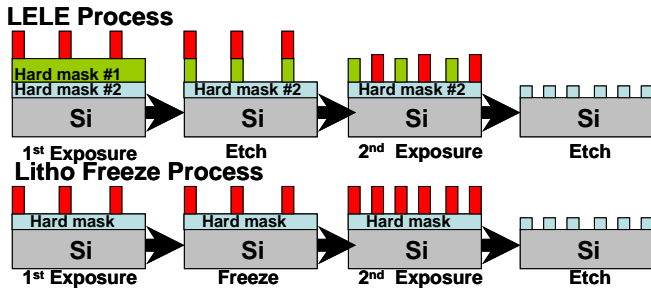 LELE Process
Hard mask #1
Hard mask #2 Hard mask #2 Hard mask #2
Si Si Si Si
1st Exposure Etch 2nd Exposure Etch
Litho Freeze Process
Hard mask Hard mask Hard mask
Si Si Si Si
1st Exposure Freeze 2nd Exposure Etch